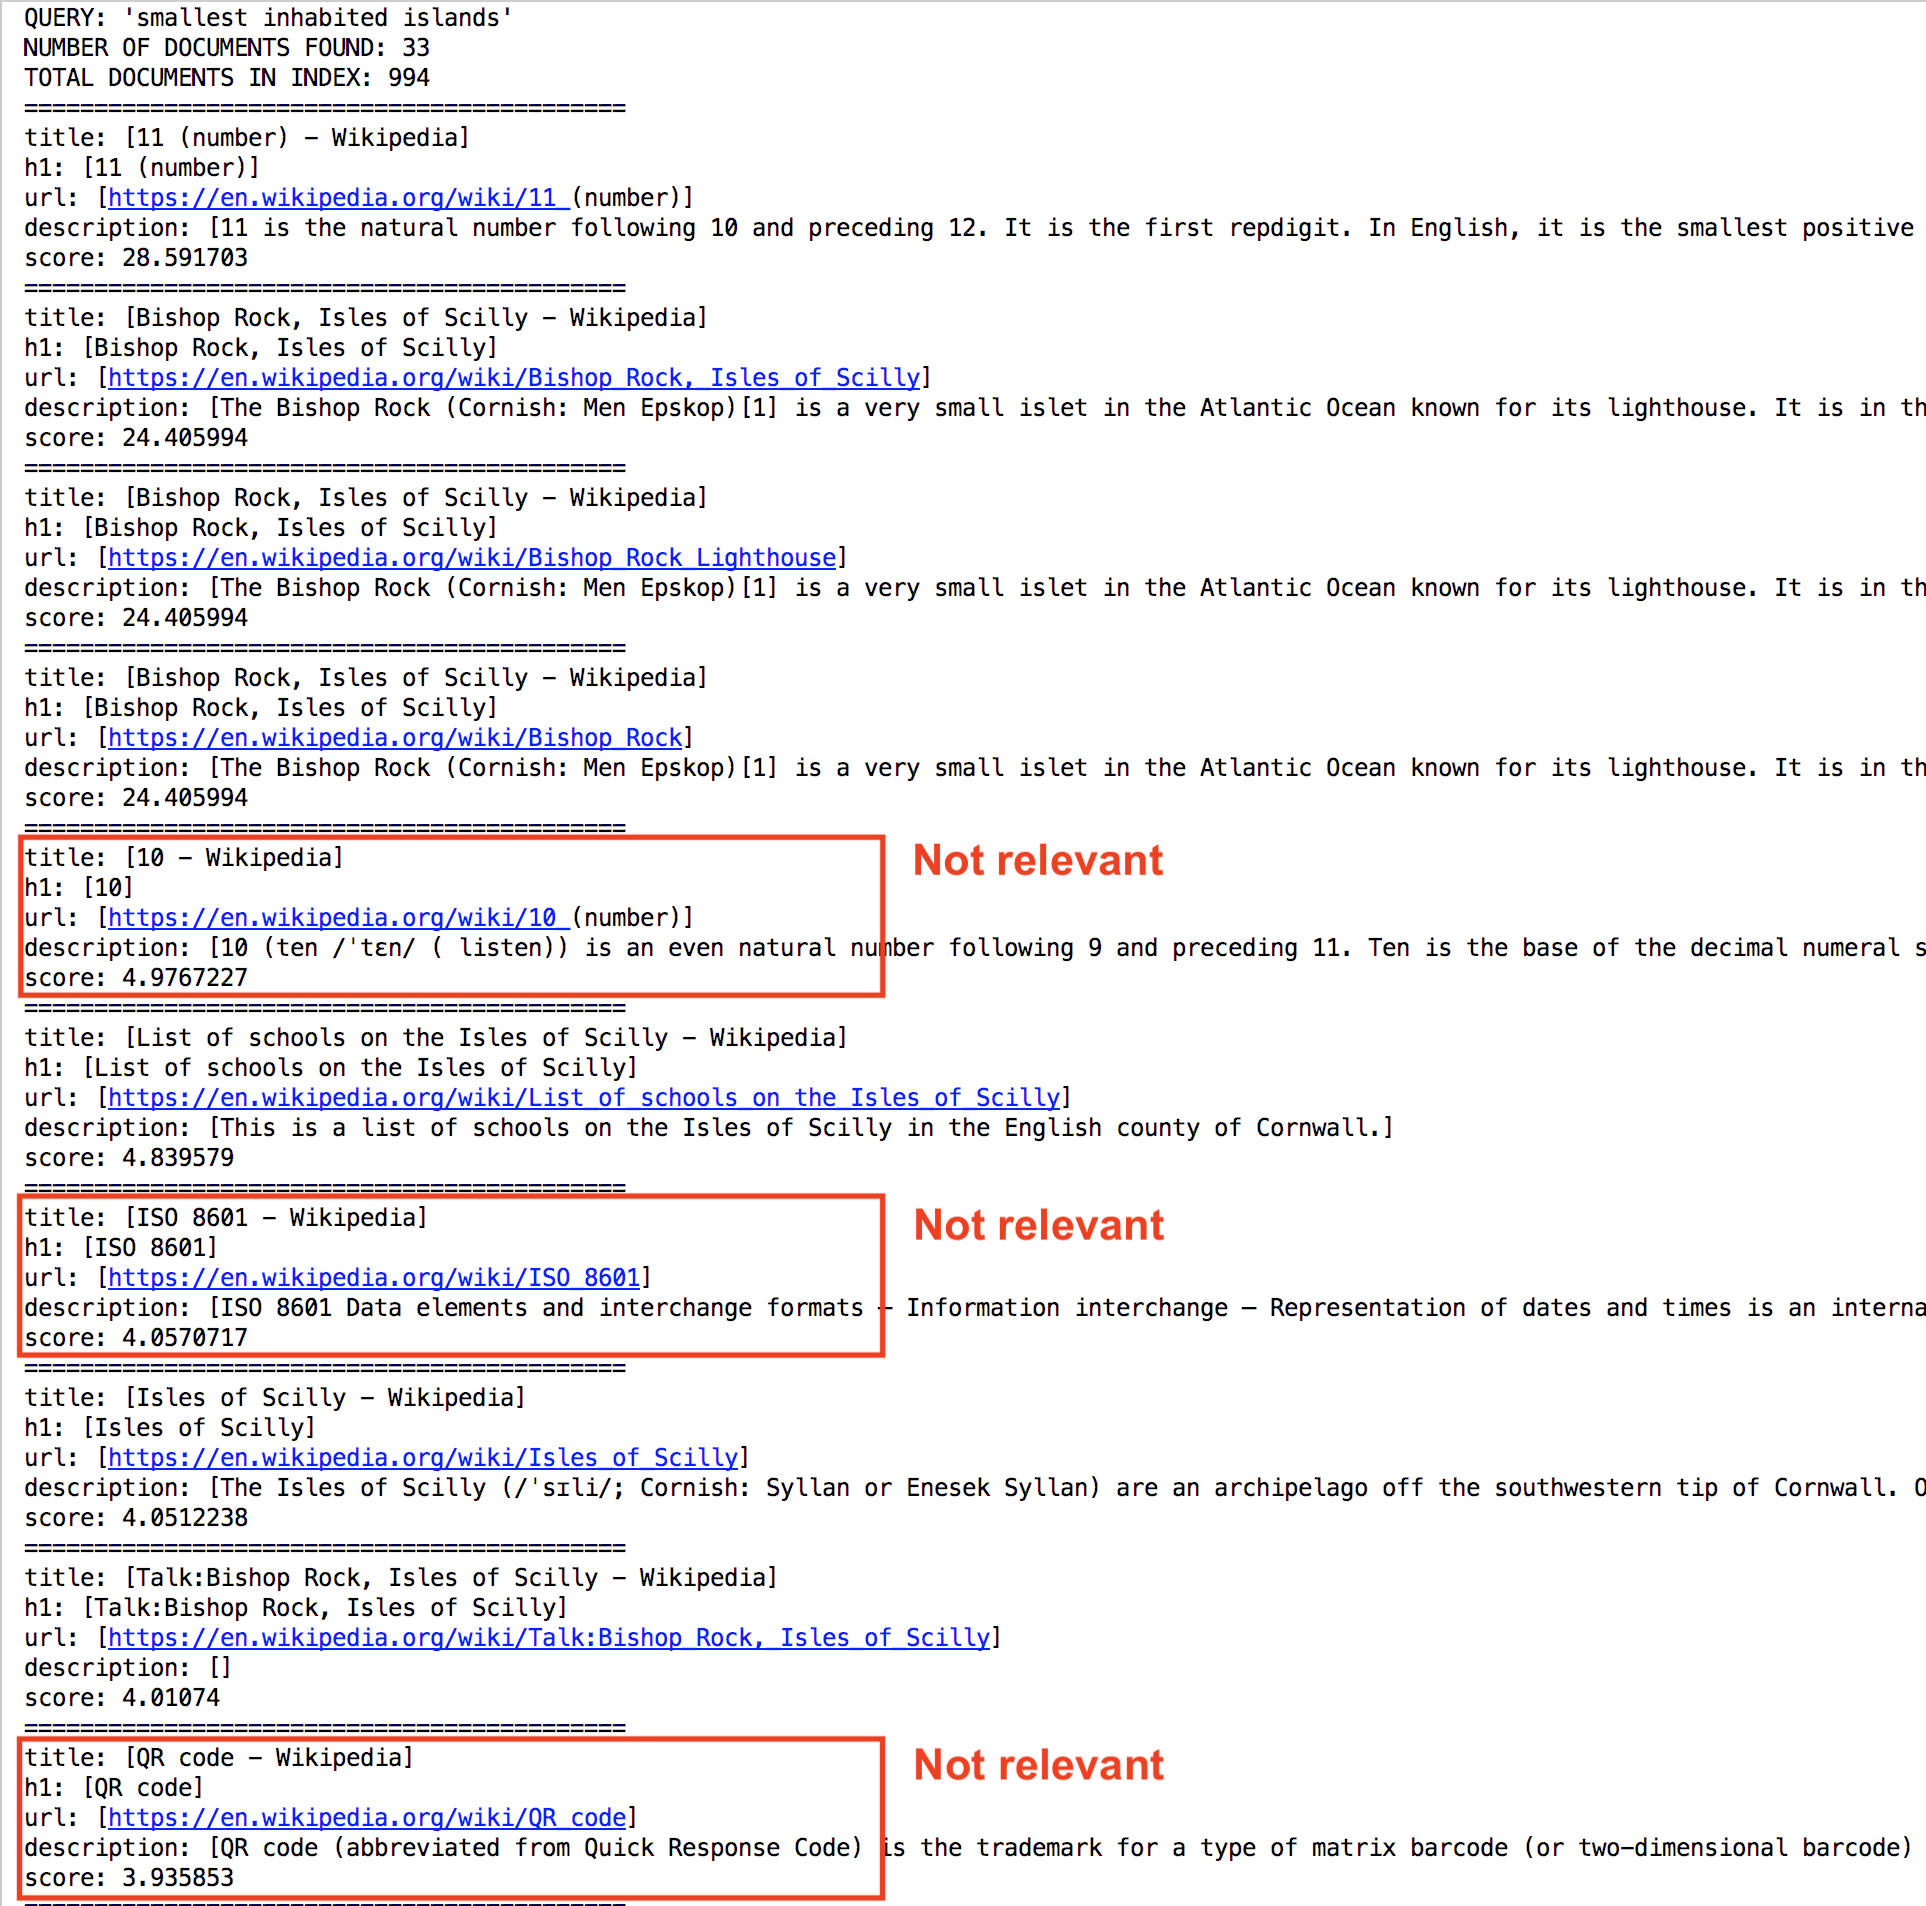 QUERY: 'smallest inhabited islands'
NUMBER OF DOCUMENTS FOUND: 33
TOTAL DOCUMENTS IN INDEX: 994
===========================================
title: [11 (number) – Wikipedia]
h1: [11 (number)]
url: [https://en.wikipedia.org/wiki/11_(number)]
description: [11 is the natural number following 10 and preceding 12. It is the first repdigit. In English, it is the smallest positive
score: 28.591703
===========================================
title: [Bishop Rock, Isles of Scilly – Wikipedia]
h1: [Bishop Rock, Isles of Scilly]
url: [https://en.wikipedia.org/wiki/Bishop_Rock,_Isles_of_Scilly]
description: [The Bishop Rock (Cornish: Men Epskop)[1] is a very small islet in the Atlantic Ocean known for its lighthouse. It is in th
score: 24.405994
===========================================
title: [Bishop Rock, Isles of Scilly – Wikipedia]
h1: [Bishop Rock, Isles of Scilly]
url: [https://en.wikipedia.org/wiki/Bishop_Rock_Lighthouse]
description: [The Bishop Rock (Cornish: Men Epskop)[1] is a very small islet in the Atlantic Ocean known for its lighthouse. It is in th
score: 24.405994
===========================================
title: [Bishop Rock, Isles of Scilly – Wikipedia]
h1: [Bishop Rock, Isles of Scilly]
url: [https://en.wikipedia.org/wiki/Bishop_Rock]
description: [The Bishop Rock (Cornish: Men Epskop)[1] is a very small islet in the Atlantic Ocean known for its lighthouse. It is in th
score: 24.405994
===========================================
title: [10 – Wikipedia] Not relevant
h1: [10]
url: [https://en.wikipedia.org/wiki/10_(number)]
description: [10 (ten /ˈtɛn/ ( listen)) is an even natural number following 9 and preceding 11. Ten is the base of the decimal numeral s
score: 4.9767227
===========================================
title: [List of schools on the Isles of Scilly – Wikipedia]
h1: [List of schools on the Isles of Scilly]
url: [https://en.wikipedia.org/wiki/List_of_schools_on_the_Isles_of_Scilly]
description: [This is a list of schools on the Isles of Scilly in the English county of Cornwall.]
score: 4.839579
===========================================
title: [ISO 8601 – Wikipedia] Not relevant
h1: [ISO 8601]
url: [https://en.wikipedia.org/wiki/ISO_8601]
description: [ISO 8601 Data elements and interchange formats – Information interchange – Representation of dates and times is an interna
score: 4.0570717
===========================================
title: [Isles of Scilly – Wikipedia]
h1: [Isles of Scilly]
url: [https://en.wikipedia.org/wiki/Isles_of_Scilly]
description: [The Isles of Scilly (/ˈsɪli/; Cornish: Syllan or Enesek Syllan) are an archipelago off the southwestern tip of Cornwall. O
score: 4.0512238
===========================================
title: [Talk:Bishop Rock, Isles of Scilly – Wikipedia]
h1: [Talk:Bishop Rock, Isles of Scilly]
url: [https://en.wikipedia.org/wiki/Talk:Bishop_Rock,_Isles_of_Scilly]
description: []
score: 4.01074
===========================================
title: [QR code – Wikipedia] Not relevant
h1: [QR code]
url: [https://en.wikipedia.org/wiki/QR_code]
description: [QR code (abbreviated from Quick Response Code) is the trademark for a type of matrix barcode (or two–dimensional barcode)
score: 3.935853
===========================================